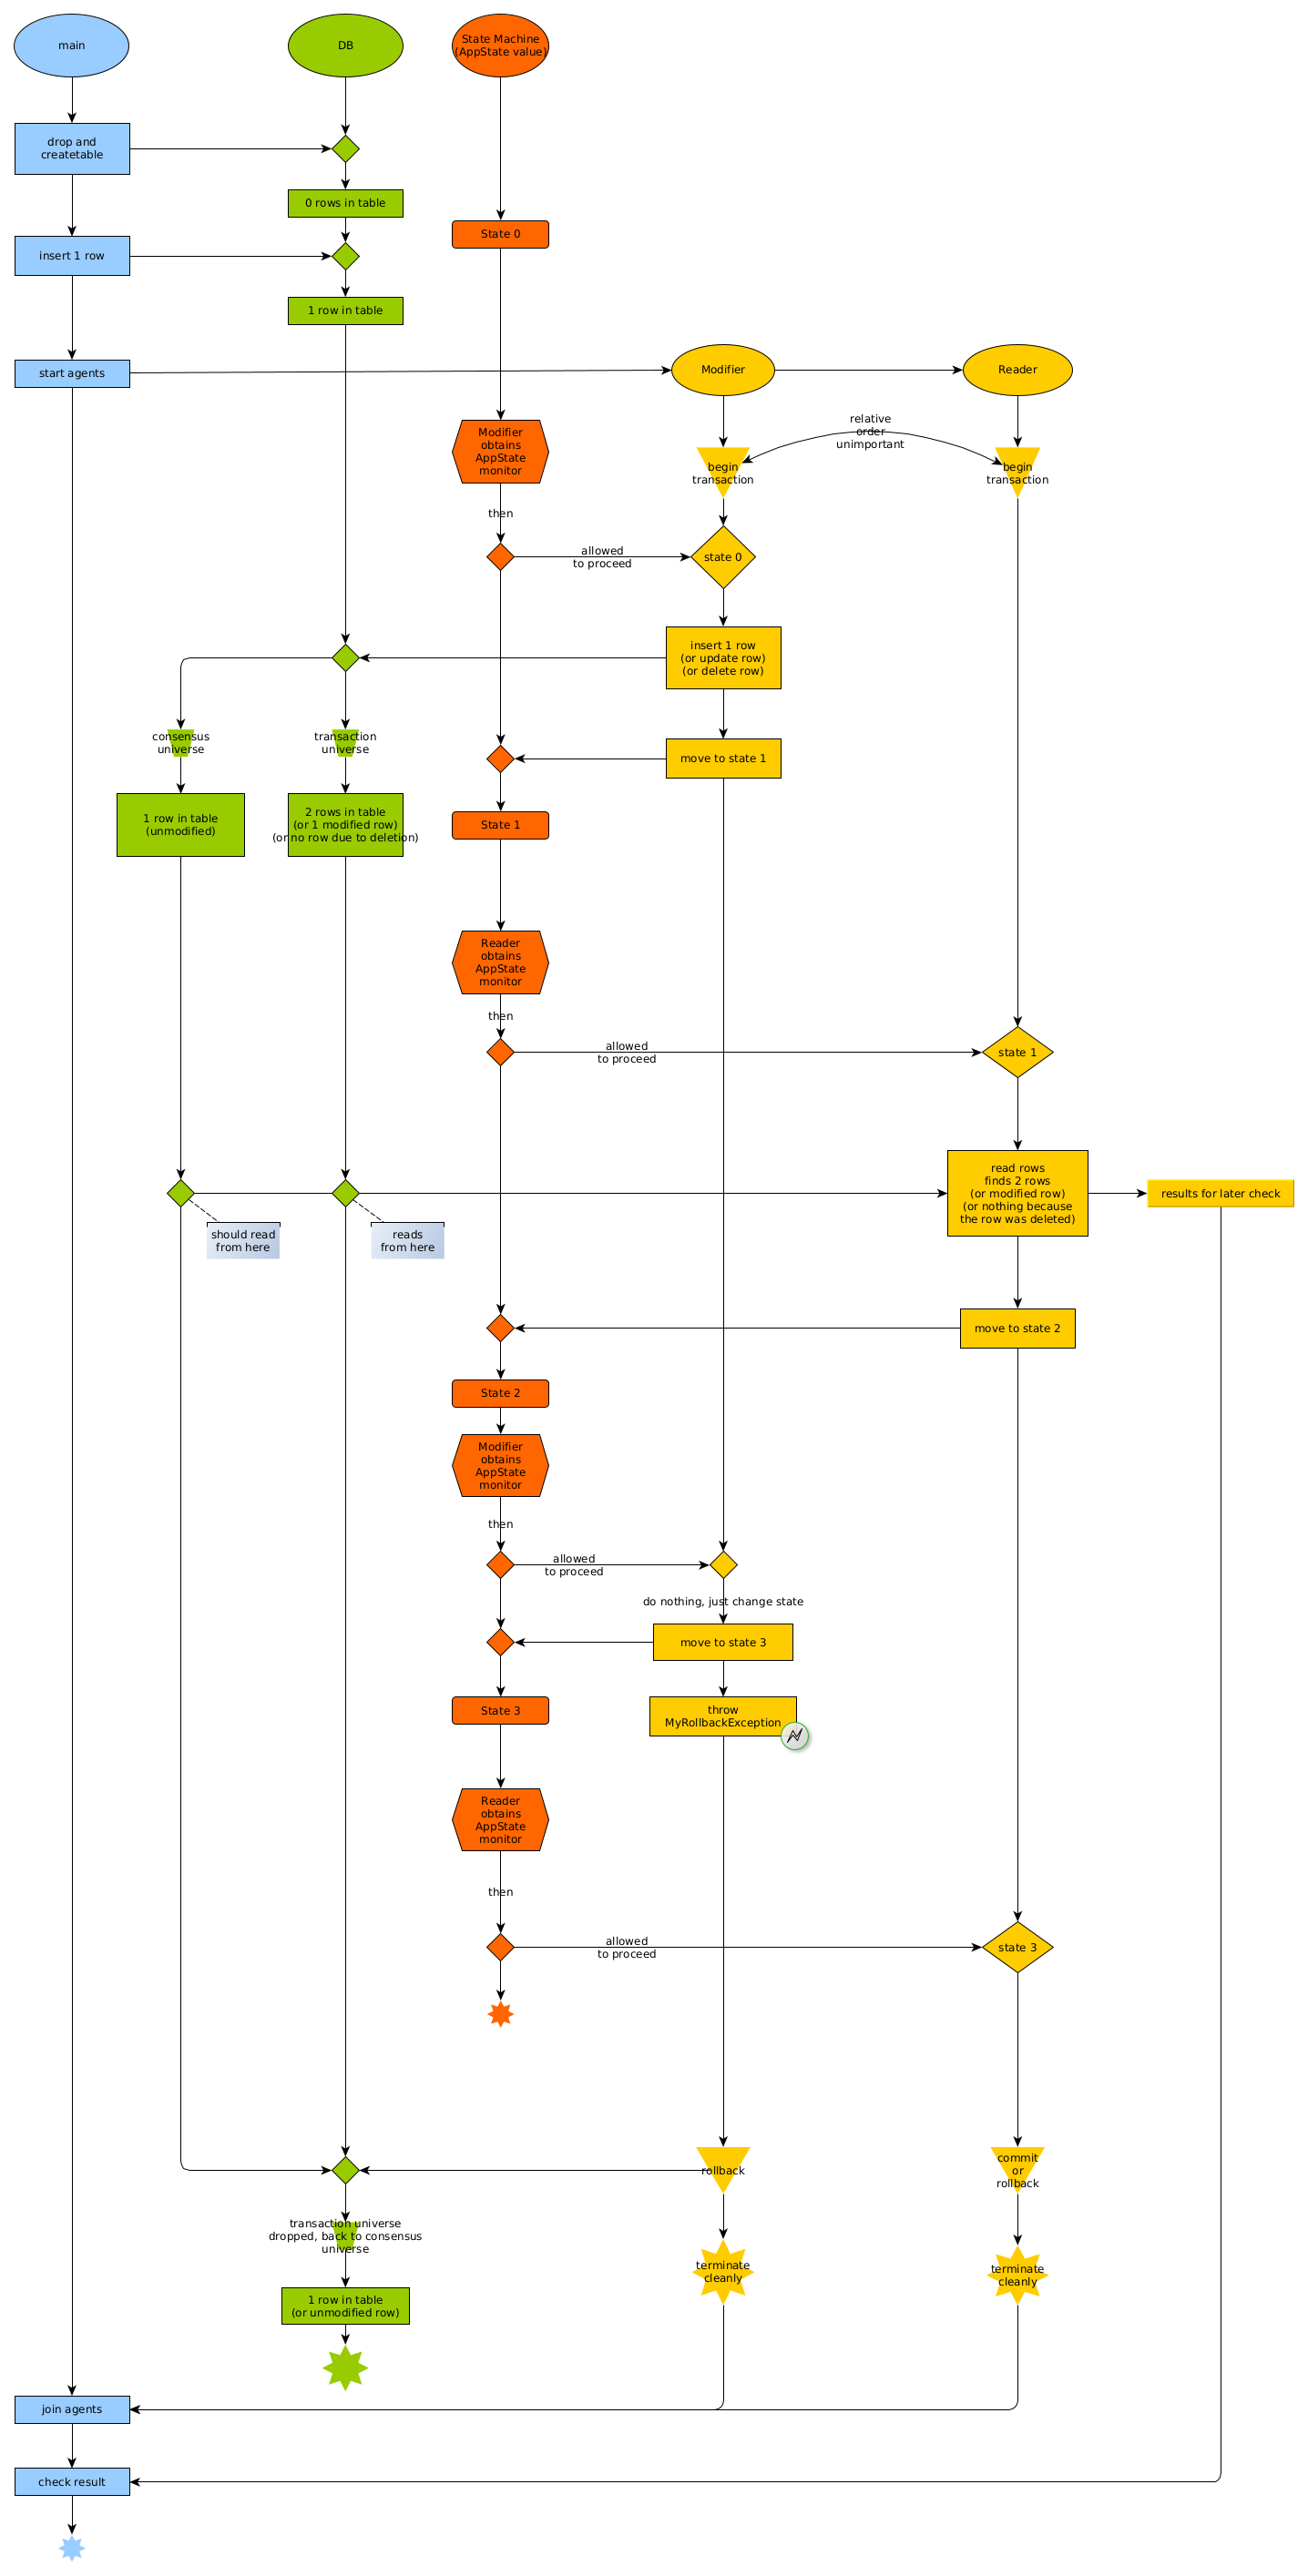 main
DB
State Machine
(AppState value)
drop and
createtable
0 rows in table
State 0
insert 1 row
1 row in table
start agents
Modifier
Reader
relative
order
unimportant
Modifier
obtains
AppState
monitor
begin
transaction
begin
transaction
then
allowed
to proceed
state 0
insert 1 row
(or update row)
(or delete row)
consensus
universe
transaction
universe
move to state 1
1 row in table
(unmodified)
2 rows in table
(or 1 modified row)
(or no row due to deletion)
State 1
Reader
obtains
AppState
monitor
then
allowed
to proceed
state 1
read rows
finds 2 rows
(or modified row)
(or nothing because
the row was deleted)
results for later check
should read
from here
reads
from here
move to state 2
State 2
Modifier
obtains
AppState
monitor
then
allowed
to proceed
do nothing, just change state
move to state 3
State 3
throw
MyRollbackException
Reader
obtains
AppState
monitor
then
allowed
to proceed
state 3
rollback
commit
or
rollback
transaction universe
dropped, back to consensus
universe
terminate
cleanly
terminate
cleanly
1 row in table
(or unmodified row)
join agents
check result